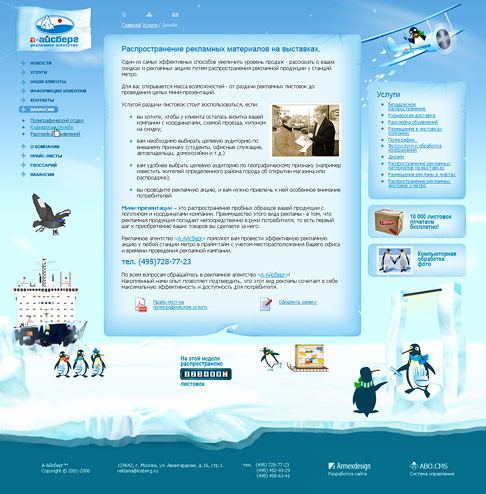 а-айсберг
рекламное агентство
Главная / Услуги / Дизайн
НОВОСТИ
УСЛУГИ
НАШИ КЛИЕНТЫ
ИНФОРМАЦИЯ КЛИЕНТАМ
КОНТАКТЫ
ВАКАНСИИ
Полиграфический отдел
Курьерская служба
Расклейка объявлений
О КОМПАНИИ
ПРАЙС-ЛИСТЫ
ГЛОССАРИЙ
ВАКАНСИИ
Распространение рекламных материалов на выставках.
Один из самых эффективных способов увеличить уровень продаж - рассказать о ваших
скидках и рекламных акциях путем распространения рекламной продукции у станций
метро.
Для вас открывается масса возможностей - от раздачи рекламных листовок до
проведения целых мини-презентаций.
Услугой раздачи листовок стоит воспользоваться, если:
вы хотите, чтобы у клиента осталась визитка вашей
компании с координатами, схемой проезда, купоном
на скидку;
вам необходимо выбрать целевую аудиторию по
внешнему признаку (студенты, офисные служащие,
автовладельцы, домохозяйки и т.д.)
вам удобнее выбрать целевую аудиторию по географическому признаку (например
известить жителей определенного района города об открытии магазина или
распродаже);
вы проводите рекламную акцию, и вам нужно привлечь к ней особенное внимание
потребителей
Мини-презентации – это распространение пробных образцов вашей продукции с
логотипом и координатами компании. Преимущество этого вида рекламы - в том, что
рекламная продукция попадает непосредственно в руки потребителя, то есть первый
шаг к приобретению ваших товаров вы сделаете за него.
Рекламное агентство «А-Айсберг» поможет вам провести эффективную рекламную
акцию у любой станции метро в прайм-тайм с учетом месторасположения Вашего офиса
и времени проведения рекламной кампании.
тел. (495)728-77-23
По всем вопросам обращайтесь в рекламное агентство «А-Айсберг»!
Накопленный нами опыт позволяет подтвердить, что этот вид рекламы сочетает в себе
максимальную эффективность и доступность для потребителя.
Прайс-лист на
полиграфические услуги
Оформить заявку
Услуги
Безадресное
распространение
Курьерская доставка
Расклейка объявлений
Размещение в листовках
компании
Полиграфия
Фотоуслуги и обработка
изображений
Дизайн
Распространение рекламных
материалов на выставках
Размещение рекламы в лифтах
Распространение рекламных
листовок у метро
10 000 листовок
печатаем
бесплатно!
Компьютерная
обработка
фото
На этой неделе
распространено
листовок
А-Айсберг™
Copyright © 2001-2006
129642, г. Москва, ул. Авангардная, д.16, стр.1.
reklama@iceberg.ru
тел. (495) 728-77-23
(495) 452-93-29
(495) 458-63-41
Armexdesign
Разработка сайта
ABO.CMS
Система управления